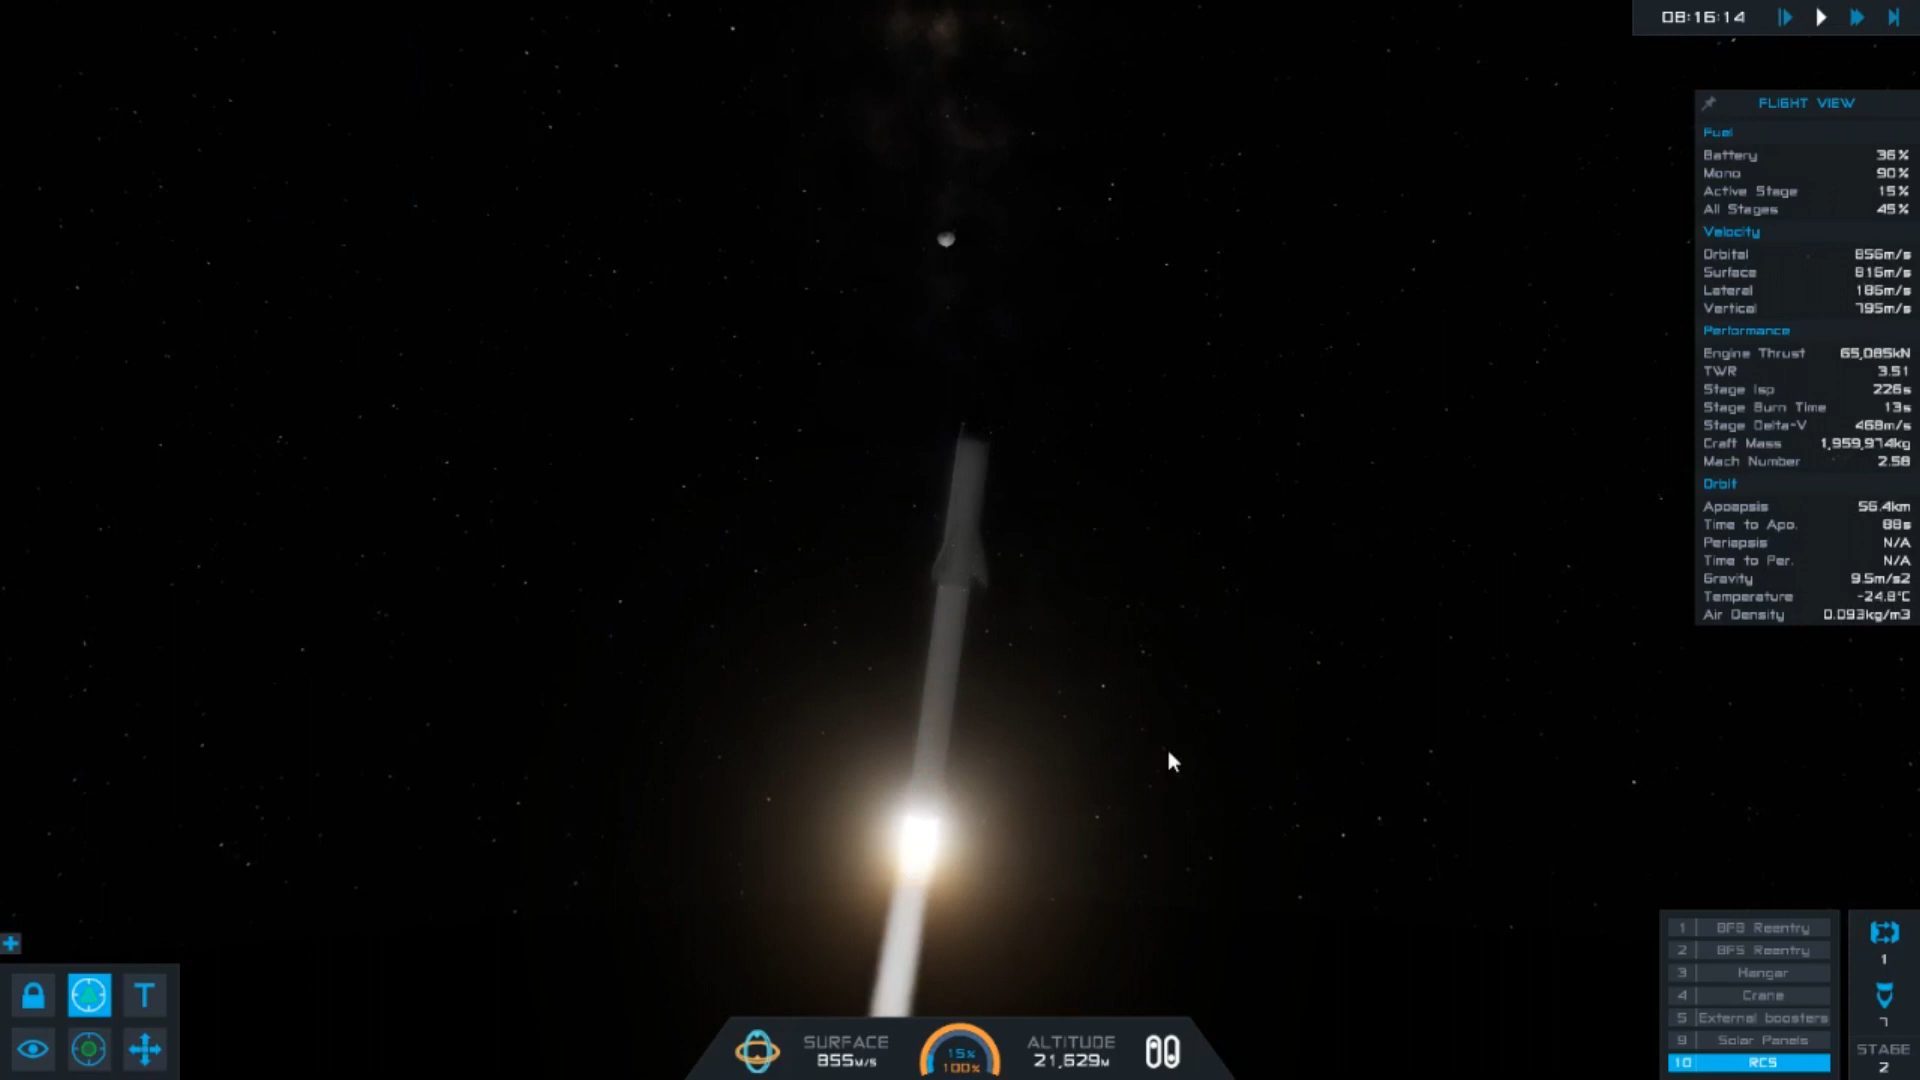 08:16:14
FLIGHT VIEW
Fuel
Battery 36%
Mono 90%
Active Stage 15%
All Stages 45%
Velocity
Orbital 856m/s
Surface 816m/s
Lateral 186m/s
Vertical 795m/s
Performance
Engine Thrust 65,085kN
TWR 3.51
Stage Isp 226s
Stage Burn Time 13s
Stage Delta-V 468m/s
Craft Mass 1,959,974kg
Mach Number 2.58
Orbit
Apoapsis 56.4km
Time to Apo. 88s
Periapsis N/A
Time to Per. N/A
Gravity 9.5m/s2
Temperature -24.8°C
Air Density 0.093kg/m3
1 BFB Reentry
2 BFS Reentry
3 Hangar
4 Crane
5 External boosters
9 Solar Panels
10 RCS
1
7
STAGE
2
T
SURFACE
855M/S
15%
100%
ALTITUDE
21,629M